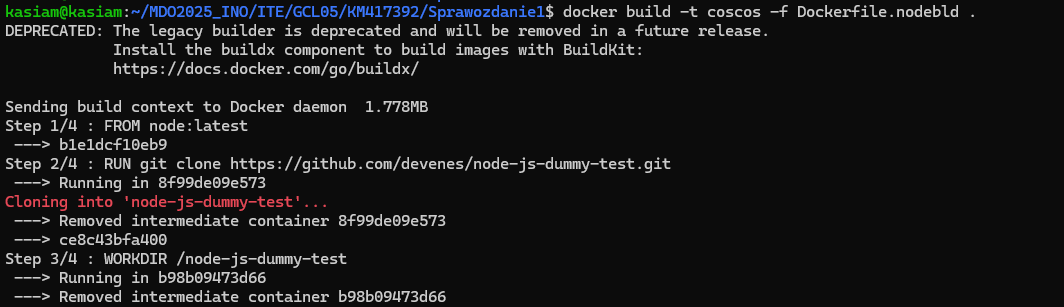 kasiam@kasiam:~/MDO2025_INO/ITE/GCL05/KM417392/Sprawozdanie1$ docker build -t coscos -f Dockerfile.nodebld .
DEPRECATED: The legacy builder is deprecated and will be removed in a future release.
            Install the buildx component to build images with BuildKit:
            https://docs.docker.com/go/buildx/

Sending build context to Docker daemon  1.778MB
Step 1/4 : FROM node:latest
 ---> b1e1dcf10eb9
Step 2/4 : RUN git clone https://github.com/devenes/node-js-dummy-test.git
 ---> Running in 8f99de09e573
Cloning into 'node-js-dummy-test'...
 ---> Removed intermediate container 8f99de09e573
 ---> ce8c43bfa400
Step 3/4 : WORKDIR /node-js-dummy-test
 ---> Running in b98b09473d66
 ---> Removed intermediate container b98b09473d66